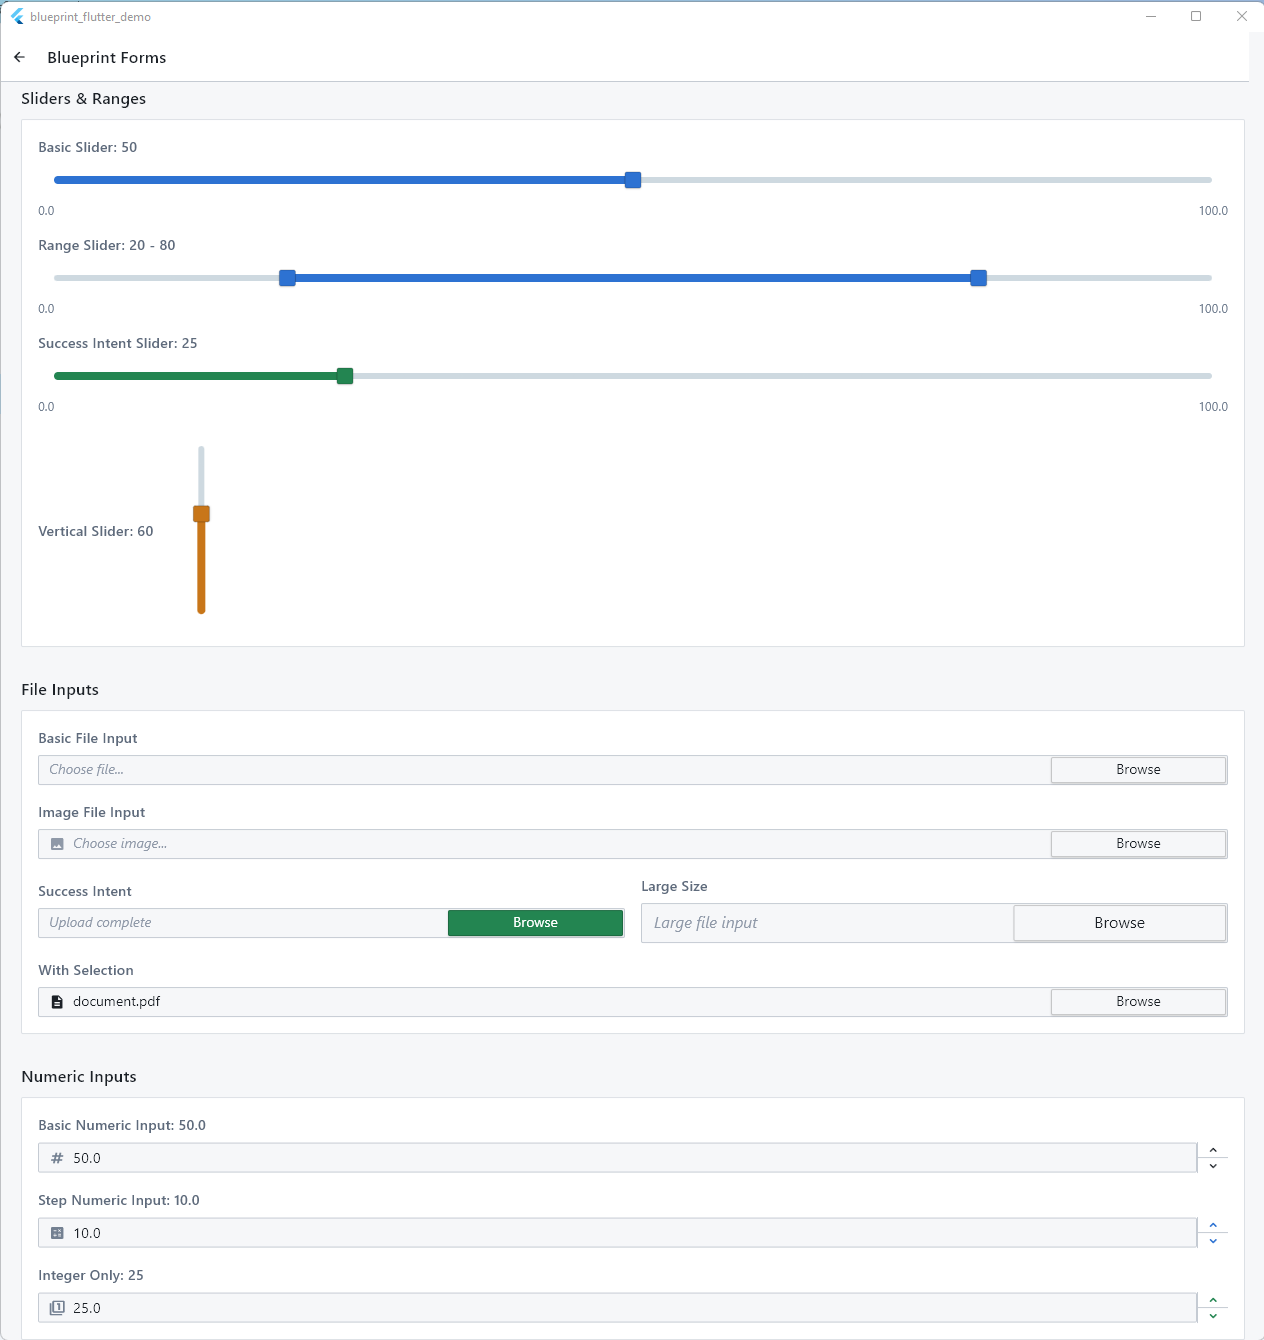 blueprint_flutter_demo
Blueprint Forms
Sliders & Ranges
Basic Slider: 50
0.0 100.0
Range Slider: 20 - 80
0.0 100.0
Success Intent Slider: 25
0.0 100.0
Vertical Slider: 60
File Inputs
Basic File Input
Choose file... Browse
Image File Input
Choose image... Browse
Success Intent
Upload complete Browse
Large Size
Large file input Browse
With Selection
document.pdf Browse
Numeric Inputs
Basic Numeric Input: 50.0
# 50.0
Step Numeric Input: 10.0
10.0
Integer Only: 25
1 25.0